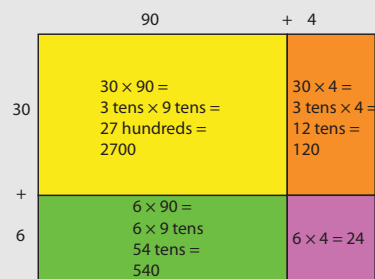 90 + 4
30
30 × 90 =
3 tens × 9 tens =
27 hundreds =
2700
30 × 4 =
3 tens × 4 =
12 tens =
120
+
6
6 × 90 =
6 × 9 tens
54 tens =
540
6 × 4 = 24